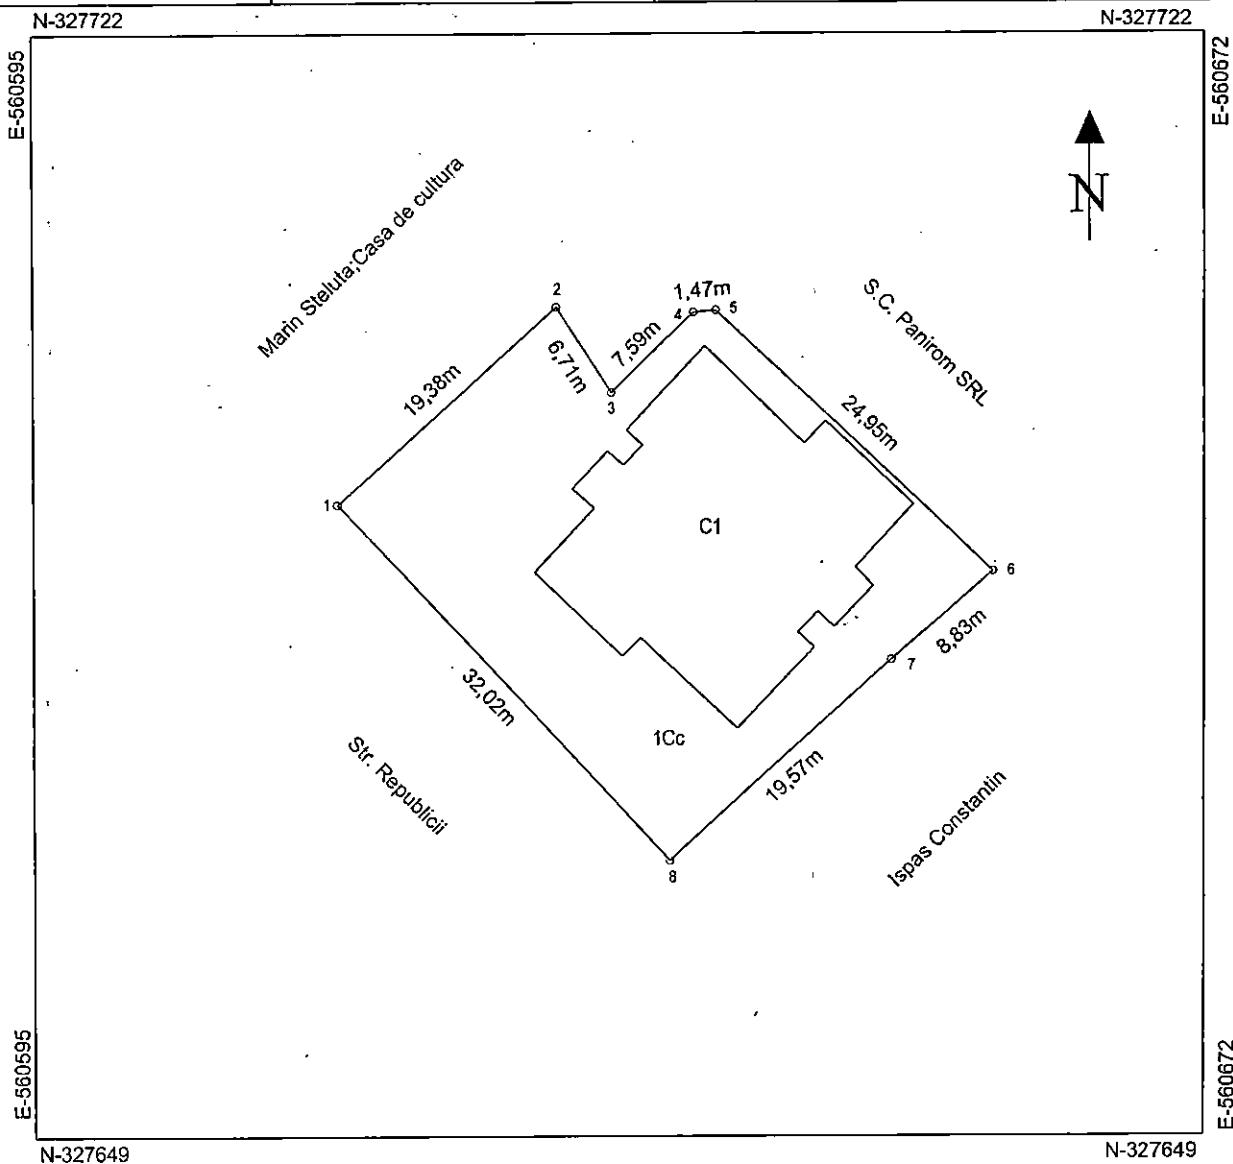 N-327722
N-327722
E-560595
E-560672
N
Marin Steluta;Casa de cultura
S.C. Panirom SRL
2
1,47m
4
5
6,71m
7,59m
3
19,38m
24,95m
1
C1
6
8,83m
7
32,02m
1Cc
19,57m
Str. Republicii
Ispas Constantin
8
E-560595
E-560672
N-327649
N-327649